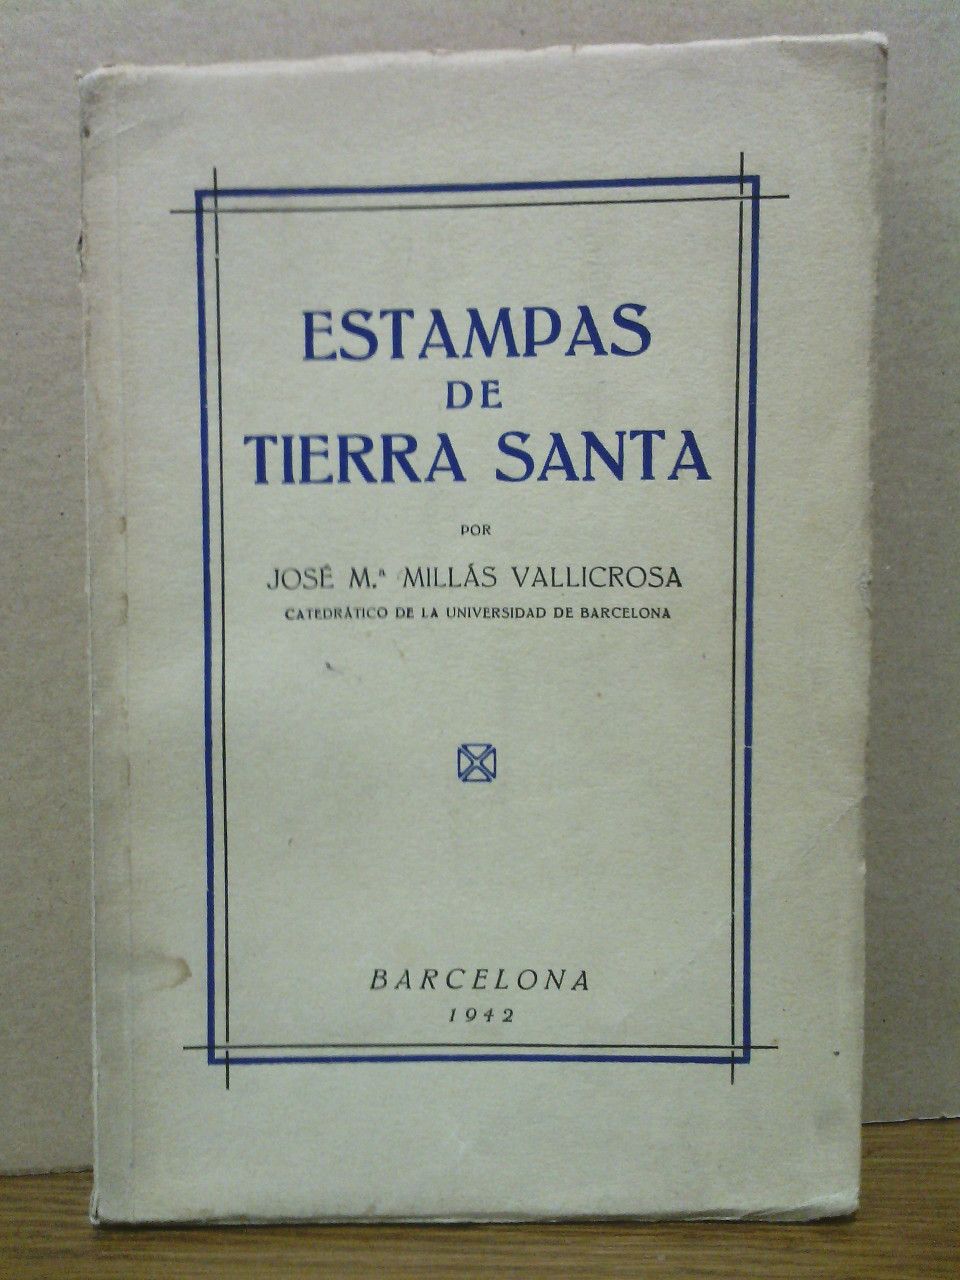 ESTAMPAS
DE
TIERRA SANTA
POR
JOSÉ M.ª MILLÁS VALLICROSA
CATEDRÁTICO DE LA UNIVERSIDAD DE BARCELONA
BARCELONA
1942